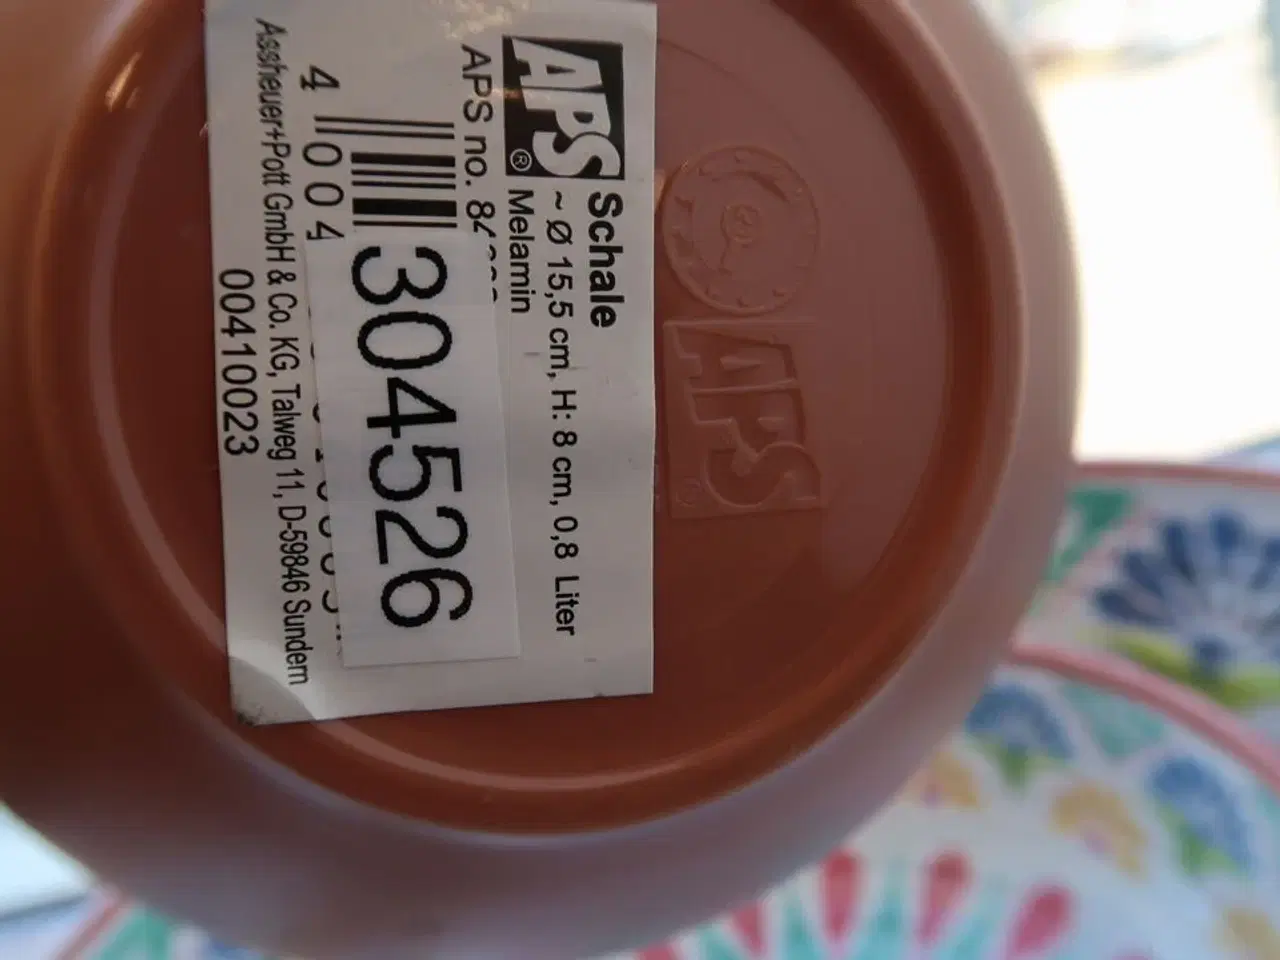 APS® Schale
~ Ø 15,5 cm, H: 8 cm, 0,8 Liter
Melamin
APS no.
4 004
304526
Assheuer+Pott GmbH & Co. KG, Talweg 11, D-59846 Sundern
00410023
APS